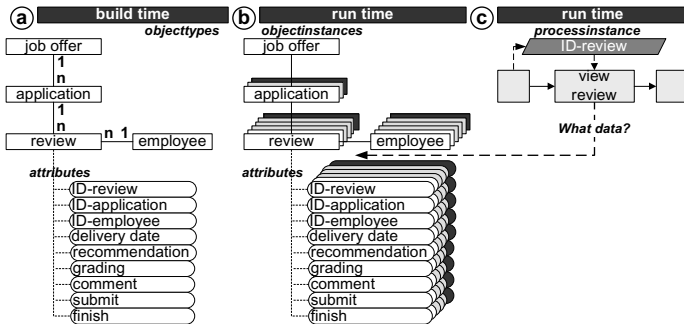 a
build time
objecttypes
job offer
1
n
application
1
n
review
n 1
employee
attributes
ID-review
ID-application
ID-employee
delivery date
recommendation
grading
comment
submit
finish
b
run time
objectinstances
job offer
application
review
employee
attributes
ID-review
ID-application
ID-employee
delivery date
recommendation
grading
comment
submit
finish
c
run time
processinstance
ID-review
view
review
What data?